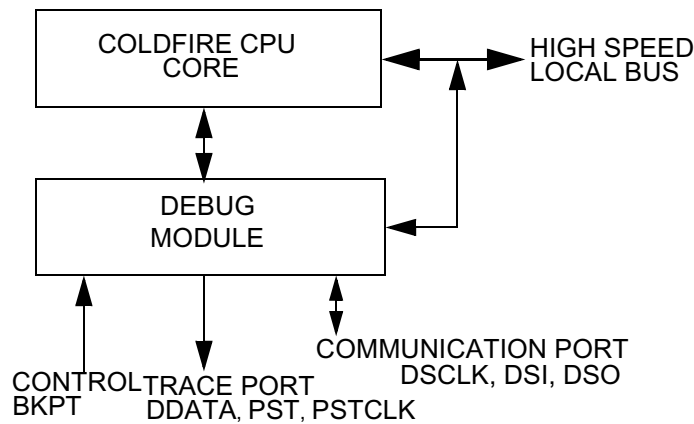 COLDFIRE CPU
CORE
HIGH SPEED
LOCAL BUS
DEBUG
MODULE
COMMUNICATION PORT
DSCLK, DSI, DSO
CONTROL
BKPT
TRACE PORT
DDATA, PST, PSTCLK